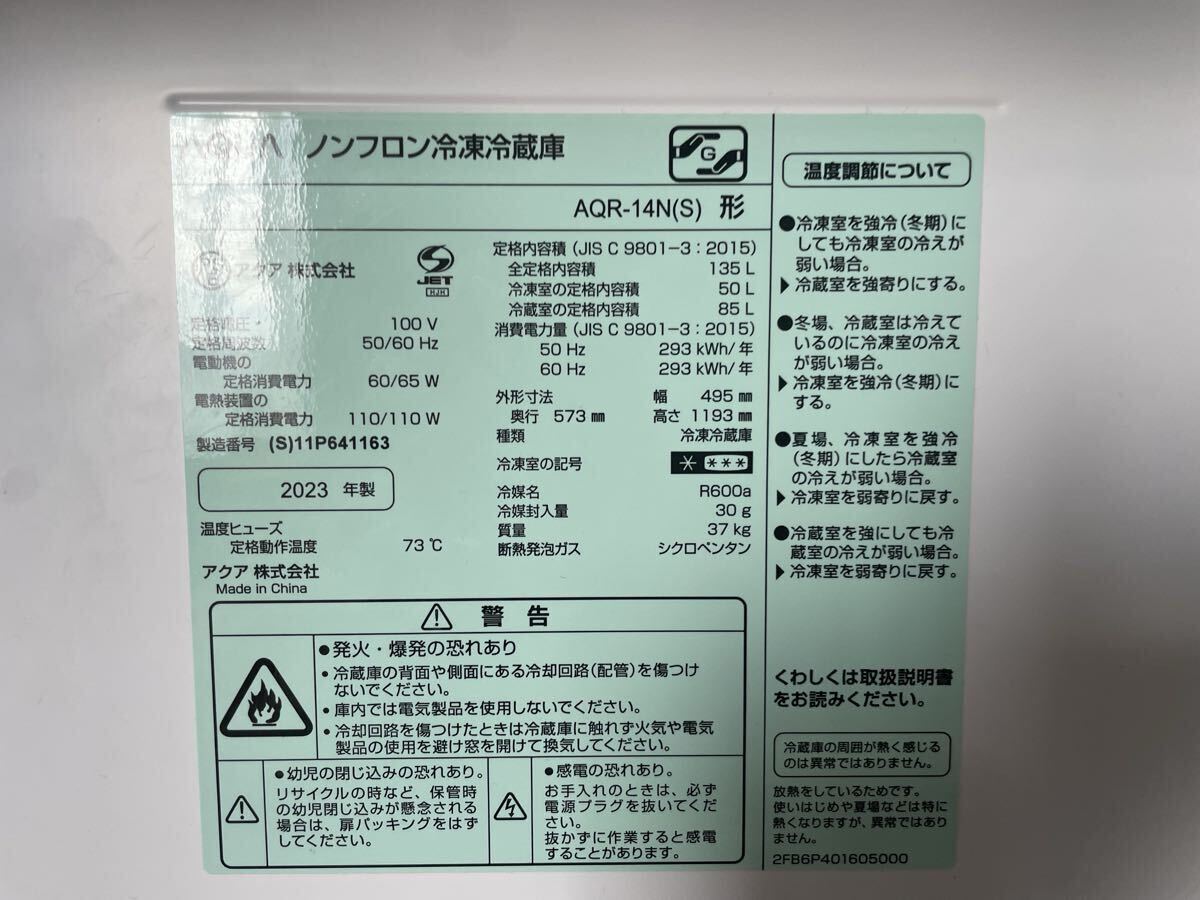 AQUA ノンフロン冷凍冷蔵庫
G
AQR-14N(S) 形
アクア 株式会社
JET
定格電圧 100 V
定格周波数 50/60 Hz
電動機の
定格消費電力 60/65 W
電熱装置の
定格消費電力 110/110 W
製造番号 (S)11P641163
2023 年製
温度ヒューズ
定格動作温度 73 ℃
アクア 株式会社
Made in China
定格内容積 (JIS C 9801-3 : 2015)
全定格内容積 135 L
冷凍室の定格内容積 50 L
冷蔵室の定格内容積 85 L
消費電力量 (JIS C 9801-3 : 2015)
50 Hz 293 kWh/年
60 Hz 293 kWh/年
外形寸法 幅 495 mm
奥行 573 mm 高さ 1193 mm
種類 冷凍冷蔵庫
冷凍室の記号 * ***
冷媒名 R600a
冷媒封入量 30 g
質量 37 kg
断熱発泡ガス シクロペンタン
警 告
●発火・爆発の恐れあり
・冷蔵庫の背面や側面にある冷却回路(配管)を傷つけ
ないでください。
・庫内では電気製品を使用しないでください。
・冷却回路を傷つけたときは冷蔵庫に触れず火気や電気
製品の使用を避け窓を開けて換気してください。
●幼児の閉じ込みの恐れあり。
リサイクルの時など、保管時
の幼児閉じ込みが懸念される
場合は、扉パッキングをはず
してください。
●感電の恐れあり。
お手入れのときは、必ず
電源プラグを抜いてくだ
さい。
抜かずに作業すると感電
することがあります。
温度調節について
●冷凍室を強冷(冬期)に
しても冷凍室の冷えが
弱い場合。
▶冷蔵室を強寄りにする。
●冬場、冷蔵室は冷えて
いるのに冷凍室の冷え
が弱い場合。
▶冷凍室を強冷(冬期)に
する。
●夏場、冷凍室を強冷
(冬期)にしたら冷蔵室
の冷えが弱い場合。
▶冷凍室を弱寄りに戻す。
●冷蔵室を強にしても冷
蔵室の冷えが弱い場合。
▶冷凍室を弱寄りに戻す。
くわしくは取扱説明書
をお読みください。
冷蔵庫の周囲が熱く感じる
のは異常ではありません。
放熱をしているためです。
使いはじめや夏場などは特に
熱くなりますが、異常ではあり
ません。
2FB6P401605000